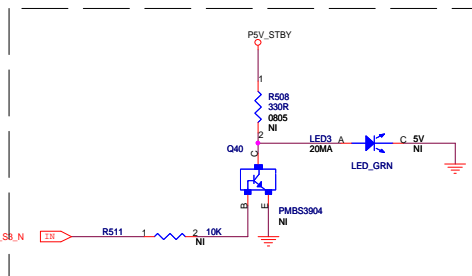 P5V_STBY
1
R508
330R
0805
NI
2
Q40
C
LED3
20MA
A
C
5V
NI
LED_GRN
B
E
PMBS3904
NI
_S3_N
IN
R511
1
2
10K
NI